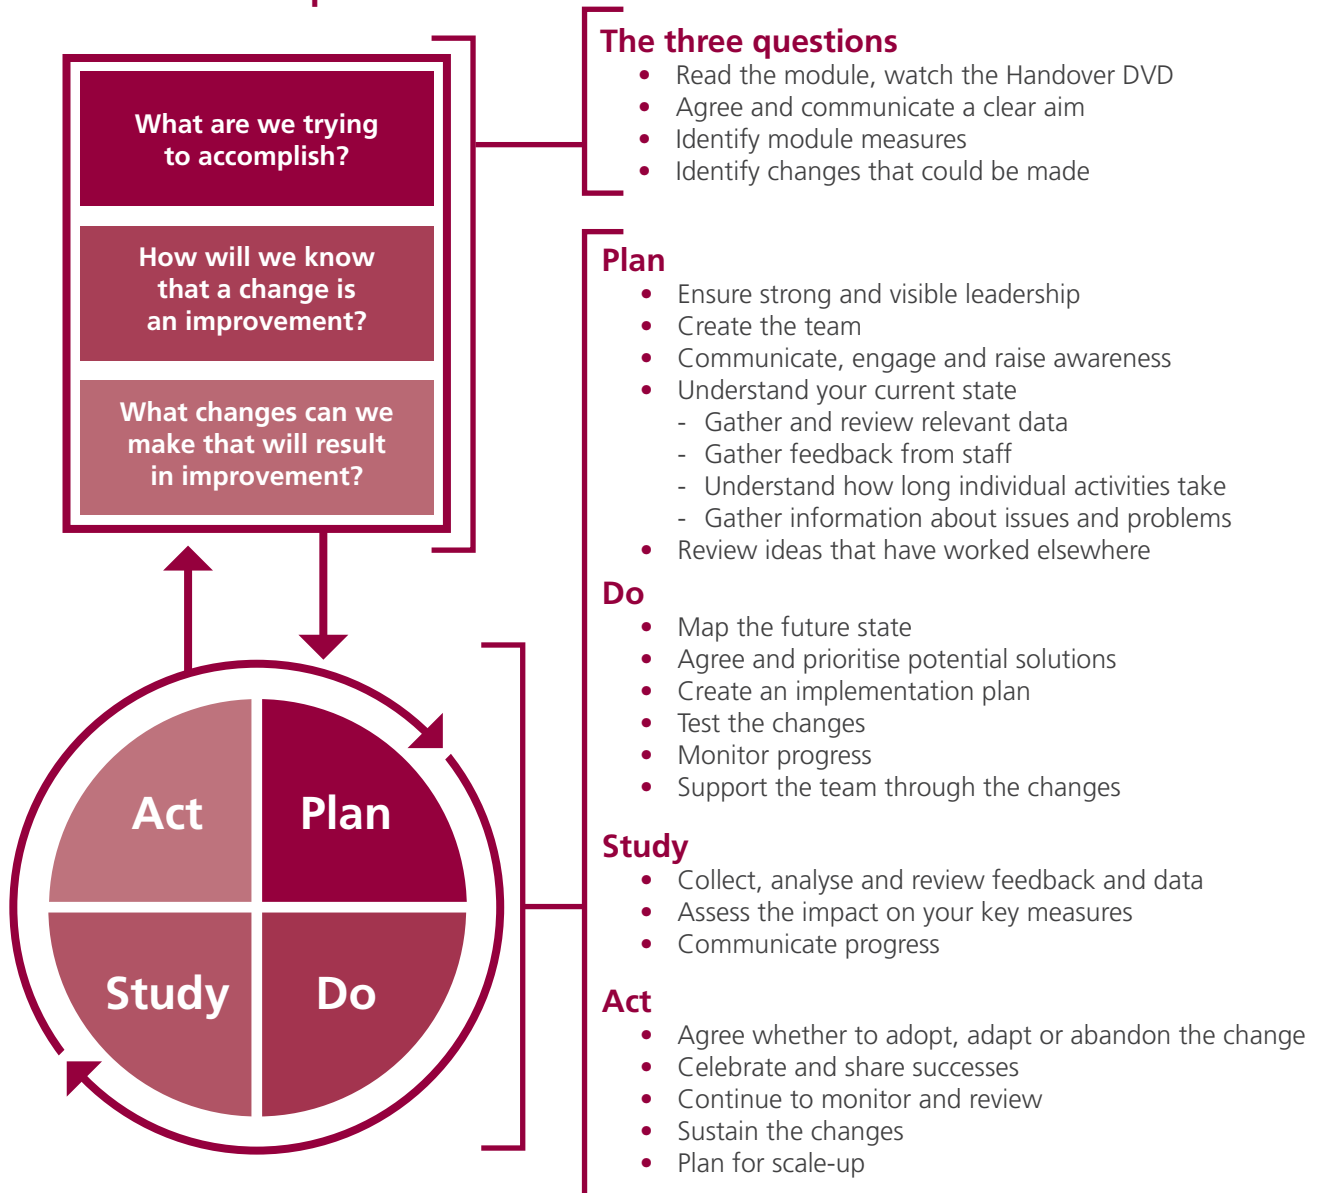 What are we trying
to accomplish?
How will we know
that a change is
an improvement?
What changes can we
make that will result
in improvement?
Act
Plan
Study
Do
The three questions
• Read the module, watch the Handover DVD
• Agree and communicate a clear aim
• Identify module measures
• Identify changes that could be made
Plan
• Ensure strong and visible leadership
• Create the team
• Communicate, engage and raise awareness
• Understand your current state
- Gather and review relevant data
- Gather feedback from staff
- Understand how long individual activities take
- Gather information about issues and problems
• Review ideas that have worked elsewhere
Do
• Map the future state
• Agree and prioritise potential solutions
• Create an implementation plan
• Test the changes
• Monitor progress
• Support the team through the changes
Study
• Collect, analyse and review feedback and data
• Assess the impact on your key measures
• Communicate progress
Act
• Agree whether to adopt, adapt or abandon the change
• Celebrate and share successes
• Continue to monitor and review
• Sustain the changes
• Plan for scale-up